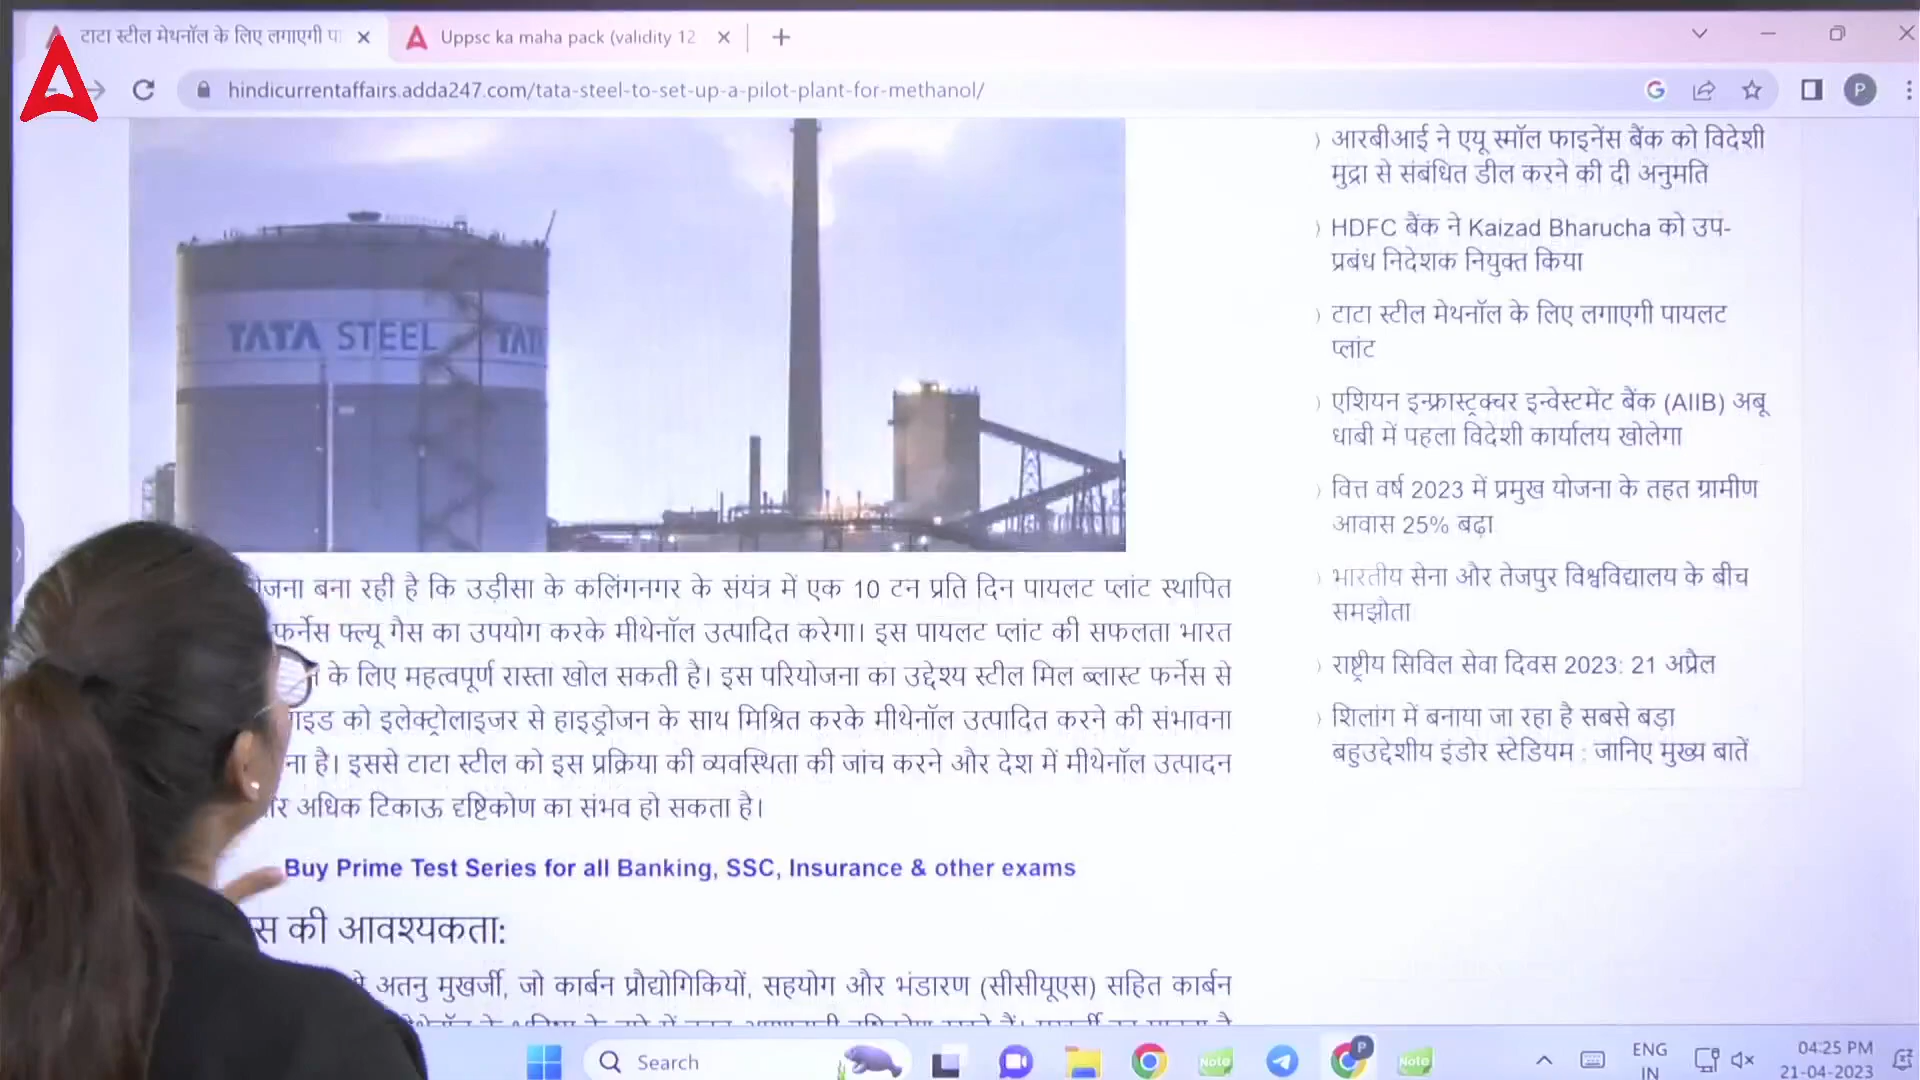 टाटा स्टील मेथनॉल के लिए लगाएगी
Uppsc ka maha pack (validity 12
hindicurrentaffairs.adda247.com/tata-steel-to-set-up-a-pilot-plant-for-methanol/
P
TATA STEEL
TATA
जना बना रही है कि उड़ीसा के कलिंगनगर के संयंत्र में एक 10 टन प्रति दिन पायलट प्लांट स्थापित
फर्नेस फ्ल्यू गैस का उपयोग करके मीथेनॉल उत्पादित करेगा। इस पायलट प्लांट की सफलता भारत
के लिए महत्वपूर्ण रास्ता खोल सकती है। इस परियोजना का उद्देश्य स्टील मिल ब्लास्ट फर्नेस से
इड को इलेक्ट्रोलाइजर से हाइड्रोजन के साथ मिश्रित करके मीथेनॉल उत्पादित करने की संभावना
ना है। इससे टाटा स्टील को इस प्रक्रिया की व्यवस्थिता की जांच करने और देश में मीथेनॉल उत्पादन
अधिक टिकाऊ दृष्टिकोण का संभव हो सकता है।
Buy Prime Test Series for all Banking, SSC, Insurance & other exams
स की आवश्यकता:
अतनु मुखर्जी, जो कार्बन प्रौद्योगिकियों, सहयोग और भंडारण (सीसीयूएस) सहित कार्बन
आरबीआई ने एयू स्मॉल फाइनेंस बैंक को विदेशी
मुद्रा से संबंधित डील करने की दी अनुमति
HDFC बैंक ने Kaizad Bharucha को उप-
प्रबंध निदेशक नियुक्त किया
टाटा स्टील मेथनॉल के लिए लगाएगी पायलट
प्लांट
एशियन इन्फ्रास्ट्रक्चर इन्वेस्टमेंट बैंक (AIIB) अबू
धाबी में पहला विदेशी कार्यालय खोलेगा
वित्त वर्ष 2023 में प्रमुख योजना के तहत ग्रामीण
आवास 25% बढ़ा
भारतीय सेना और तेजपुर विश्वविद्यालय के बीच
समझौता
राष्ट्रीय सिविल सेवा दिवस 2023: 21 अप्रैल
शिलांग में बनाया जा रहा है सबसे बड़ा
बहुउद्देशीय इंडोर स्टेडियम : जानिए मुख्य बातें
Search
Note
P
Note
ENG
IN
04:25 PM
21-04-2023